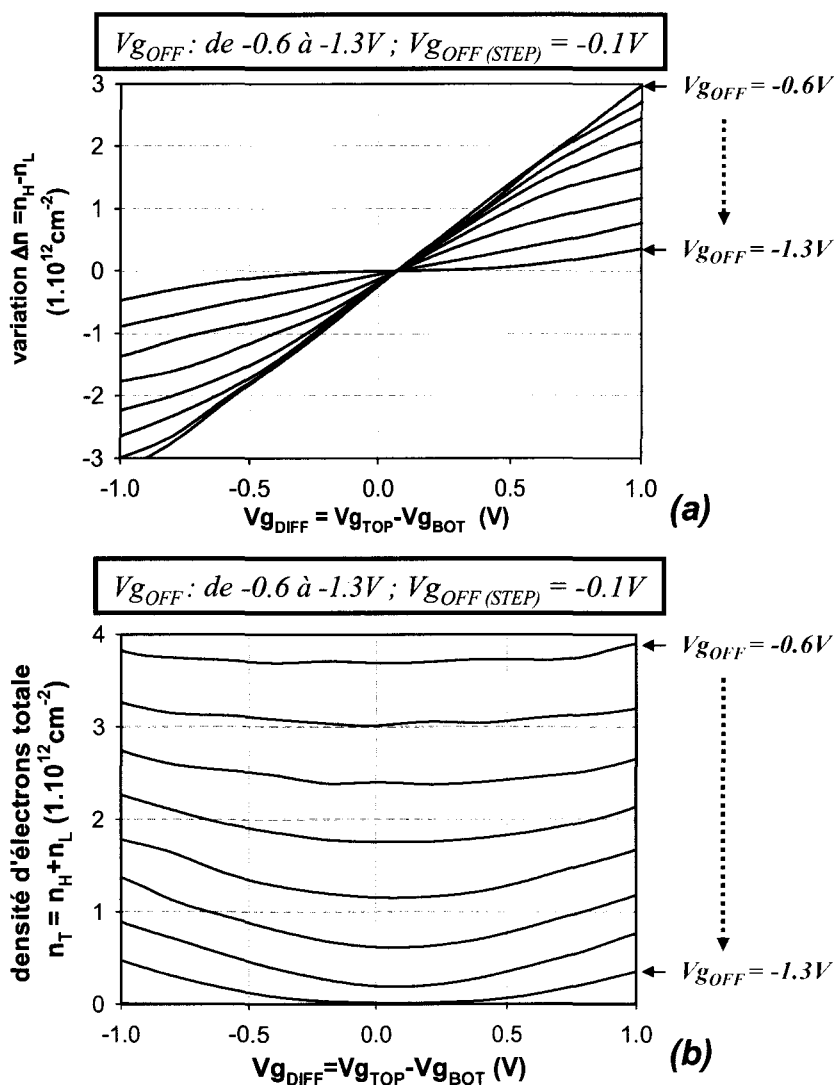 Vg_OFF : de -0.6 à -1.3V ; Vg_OFF (STEP) = -0.1V
3
2
1
0
-1
-2
-3
variation Δn =n_H-n_L
(1.10^12cm^-2)
Vg_OFF = -0.6V
Vg_OFF = -1.3V
-1.0 -0.5 0.0 0.5 1.0
Vg_DIFF = Vg_TOP-Vg_BOT (V)
(a)
Vg_OFF : de -0.6 à -1.3V ; Vg_OFF (STEP) = -0.1V
4
3
2
1
0
densité d'électrons totale
n_T = n_H+n_L (1.10^12cm^-2)
Vg_OFF = -0.6V
Vg_OFF = -1.3V
-1.0 -0.5 0.0 0.5 1.0
Vg_DIFF=Vg_TOP-Vg_BOT (V)
(b)